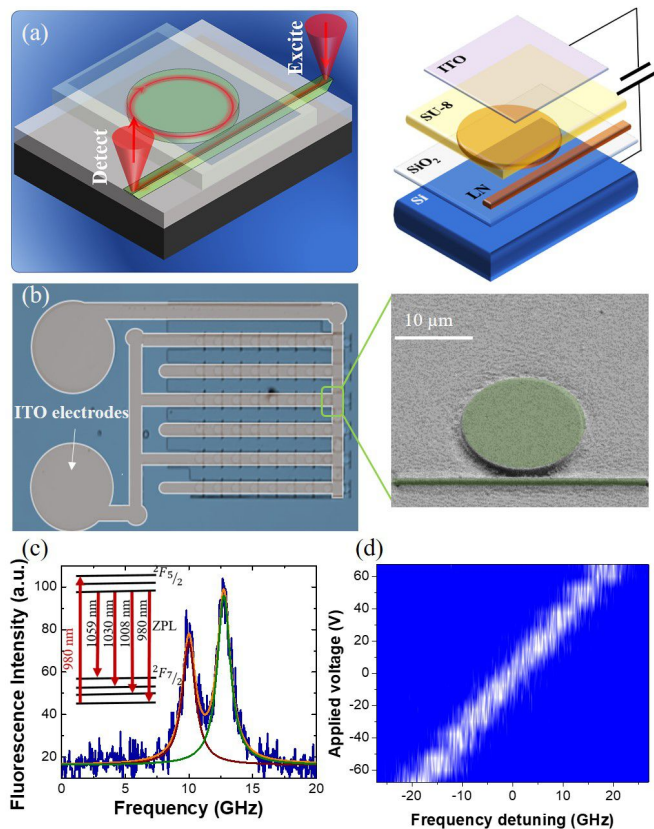 (a)
Excite
Detect
ITO
SU-8
SiO₂
LN
Si
(b)
ITO electrodes
10 µm
(c)
Fluorescence Intensity (a.u.)
100
80
60
40
20
0
5
10
15
20
Frequency (GHz)
²F₅/₂
ZPL
²F₇/₂
980 nm
1059 nm
1030 nm
1008 nm
980 nm
(d)
Applied voltage (V)
60
40
20
0
-20
-40
-60
-20
-10
0
10
20
Frequency detuning (GHz)